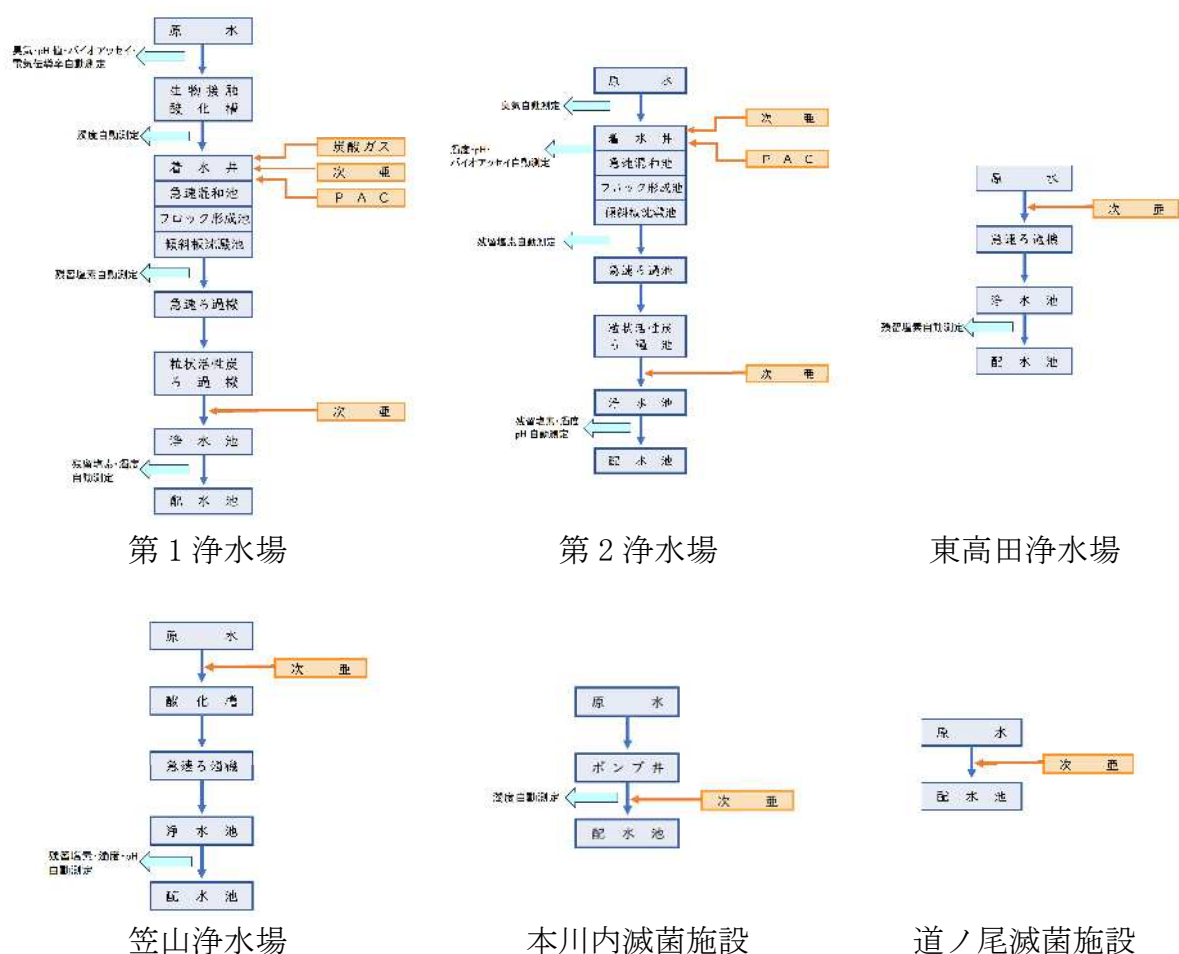 原 水
臭気・pH値・バイオアッセイ・
電気伝導率自動測定
生物接触
酸化槽
濁度自動測定
炭酸ガス
着水井
次亜
急速混和池
PAC
フロック形成池
傾斜板沈澱池
残留塩素自動測定
急速ろ過機
粒状活性炭
ろ過機
次亜
浄水池
残留塩素・濁度
自動測定
配水池
第1浄水場
原 水
臭気自動測定
次亜
着水井
濁度・pH・
バイオアッセイ自動測定
急速混和池
PAC
フロック形成池
傾斜板沈澱池
残留塩素自動測定
急速ろ過池
粒状活性炭
ろ過池
次亜
浄水池
残留塩素・濁度
pH自動測定
配水池
第2浄水場
原 水
次亜
急速ろ過機
浄水池
残留塩素自動測定
配水池
東高田浄水場
原 水
次亜
酸化槽
急速ろ過機
浄水池
残留塩素・濁度・pH
自動測定
配水池
笠山浄水場
原 水
ポンプ井
濁度自動測定
次亜
配水池
本川内滅菌施設
原 水
次亜
配水池
道ノ尾滅菌施設